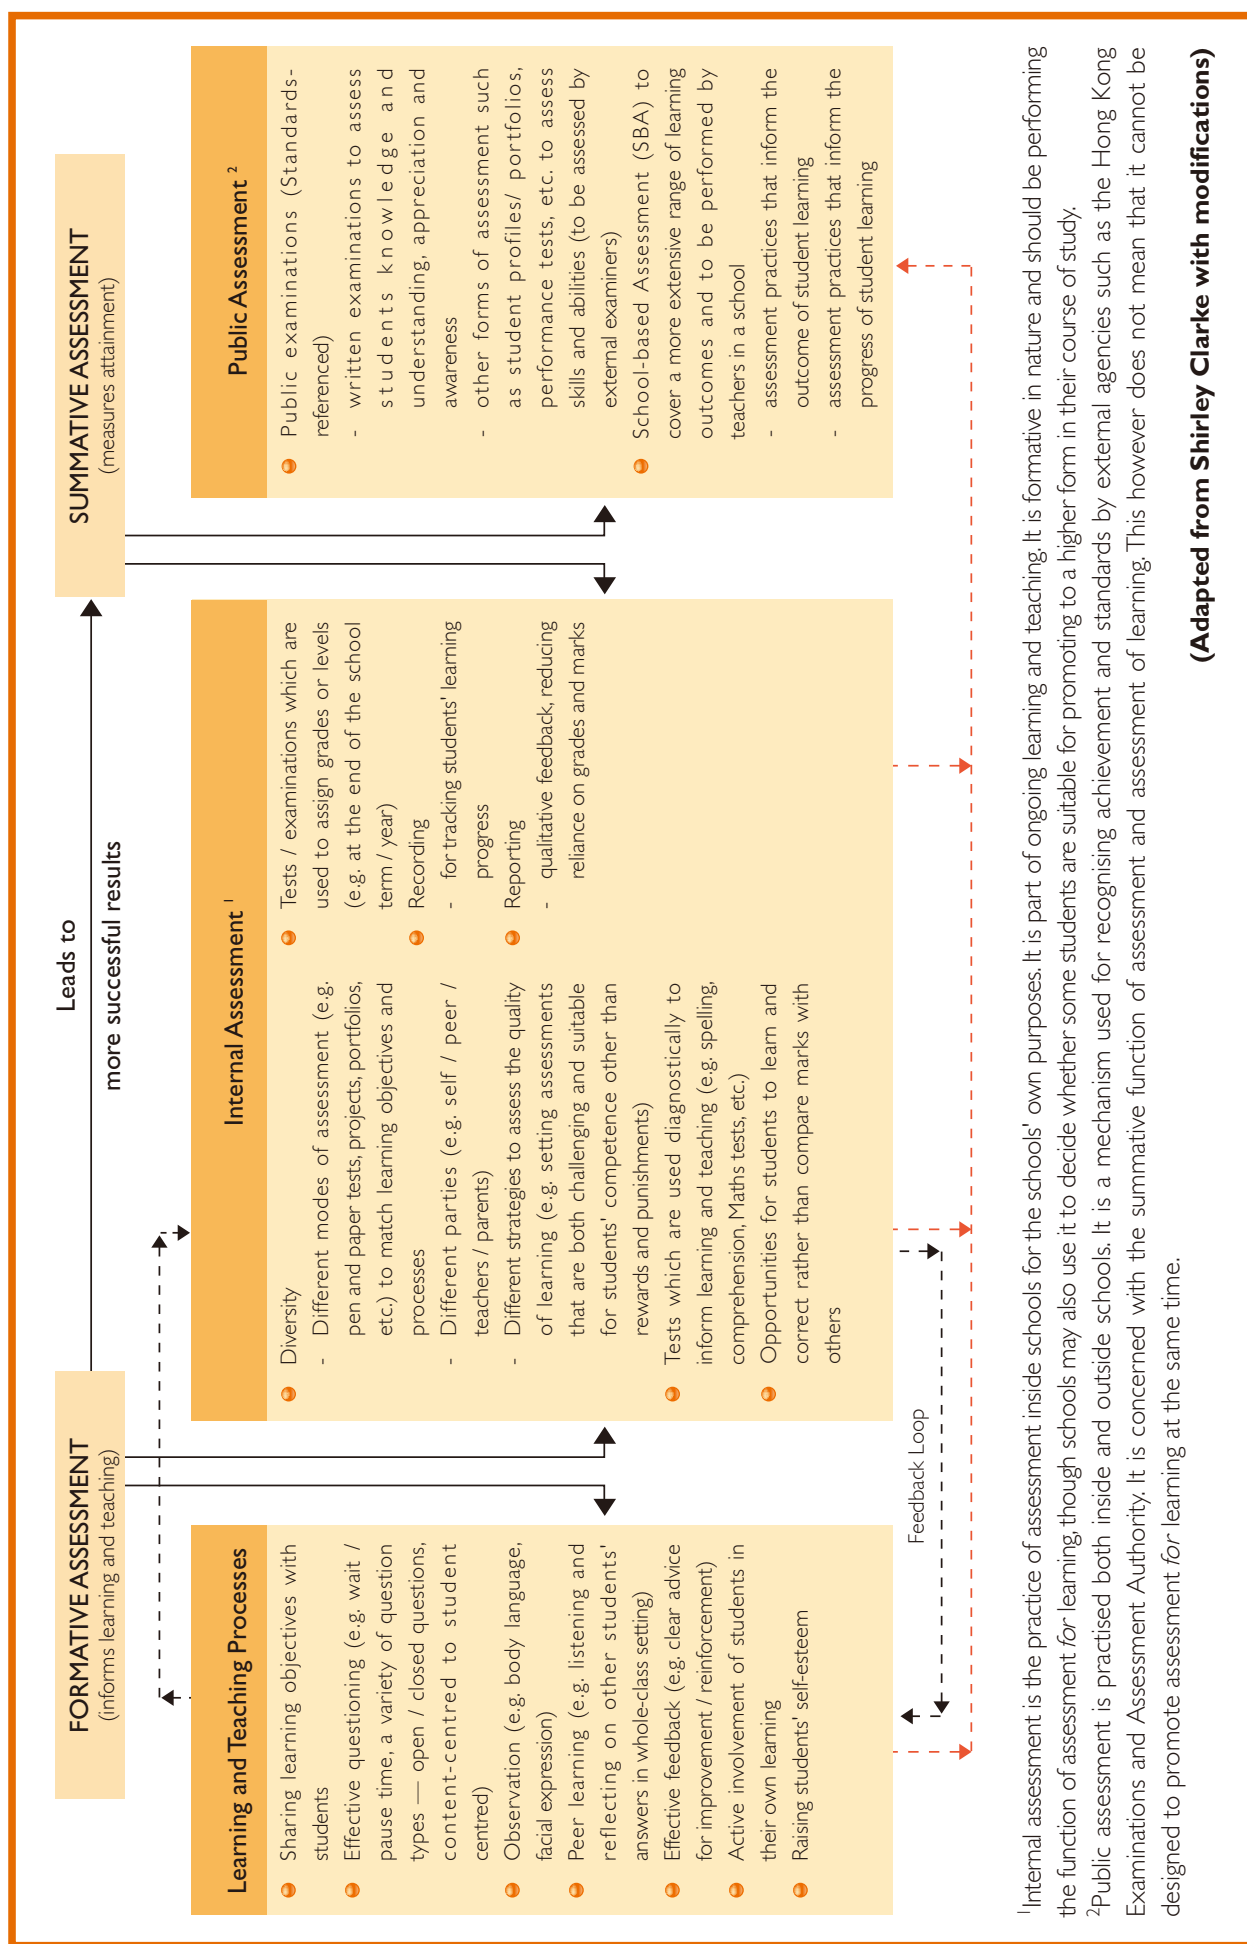 FORMATIVE ASSESSMENT
(informs learning and teaching)
Leads to
more successful results
SUMMATIVE ASSESSMENT
(measures attainment)
Learning and Teaching Processes
Sharing learning objectives with
students
Effective questioning (e.g. wait /
pause time, a variety of question
types — open / closed questions,
content-centred to student
centred)
Observation (e.g. body language,
facial expression)
Peer learning (e.g. listening and
reflecting on other students'
answers in whole-class setting)
Effective feedback (e.g. clear advice
for improvement / reinforcement)
Active involvement of students in
their own learning
Raising students' self-esteem
Internal Assessment 1
Diversity
- Different modes of assessment (e.g.
pen and paper tests, projects, portfolios,
etc.) to match learning objectives and
processes
- Different parties (e.g. self / peer /
teachers / parents)
- Different strategies to assess the quality
of learning (e.g. setting assessments
that are both challenging and suitable
for students' competence other than
rewards and punishments)
Tests which are used diagnostically to
inform learning and teaching (e.g. spelling,
comprehension, Maths tests, etc.)
Opportunities for students to learn and
correct rather than compare marks with
others
Tests / examinations which are
used to assign grades or levels
(e.g. at the end of the school
term / year)
Recording
- for tracking students' learning
progress
Reporting
- qualitative feedback, reducing
reliance on grades and marks
Public Assessment 2
Public examinations (Standards-
referenced)
- written examinations to assess
students knowledge and
understanding, appreciation and
awareness
- other forms of assessment such
as student profiles/ portfolios,
performance tests, etc. to assess
skills and abilities (to be assessed by
external examiners)
School-based Assessment (SBA) to
cover a more extensive range of learning
outcomes and to be performed by
teachers in a school
- assessment practices that inform the
outcome of student learning
- assessment practices that inform the
progress of student learning
Feedback Loop
1Internal assessment is the practice of assessment inside schools for the schools' own purposes. It is part of ongoing learning and teaching. It is formative in nature and should be performing
the function of assessment for learning, though schools may also use it to decide whether some students are suitable for promoting to a higher form in their course of study.
2Public assessment is practised both inside and outside schools. It is a mechanism used for recognising achievement and standards by external agencies such as the Hong Kong
Examinations and Assessment Authority. It is concerned with the summative function of assessment and assessment of learning. This however does not mean that it cannot be
designed to promote assessment for learning at the same time.
(Adapted from Shirley Clarke with modifications)